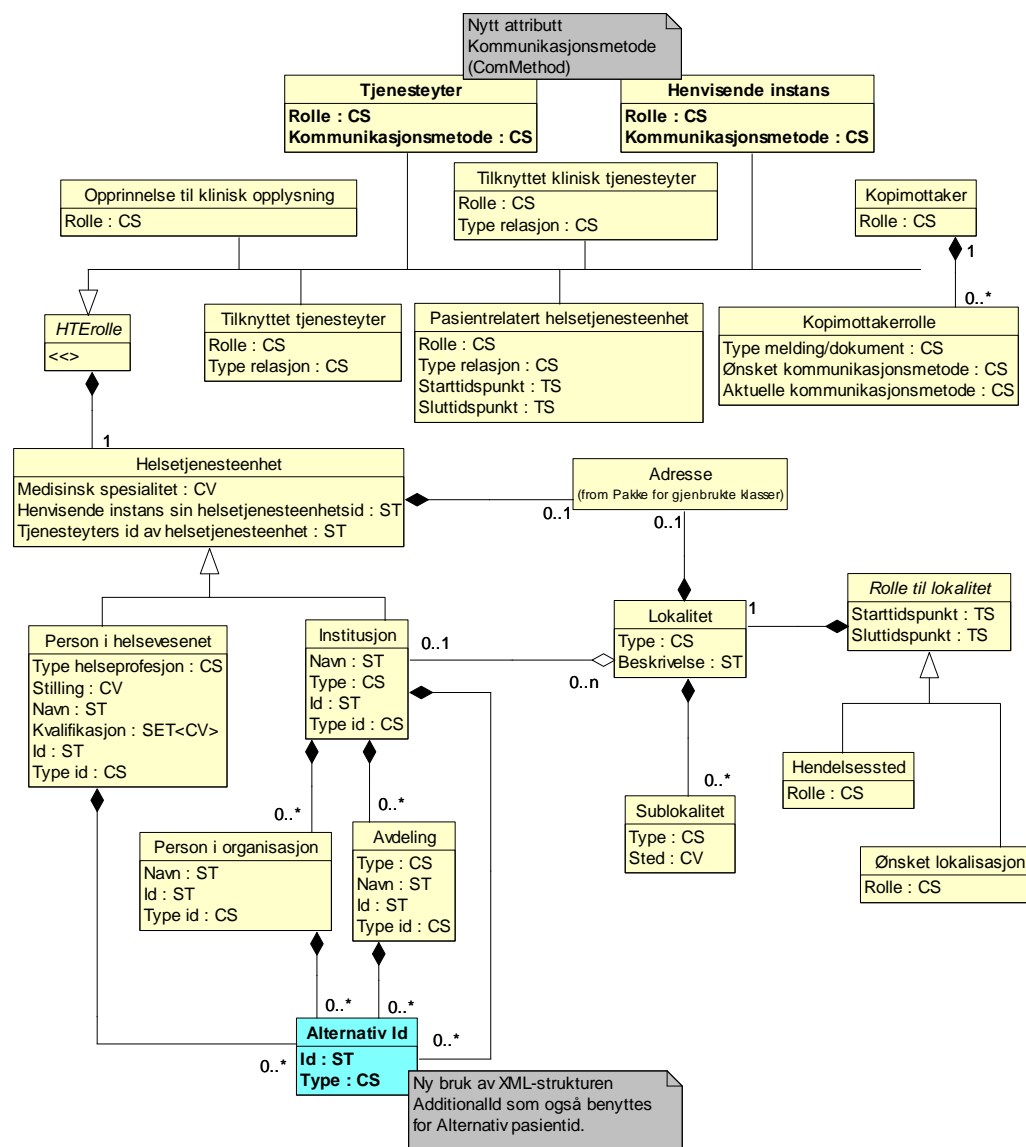 Nytt attributt
Kommunikasjonsmetode
(ComMethod)
Tjenesteyter
Rolle : CS
Kommunikasjonsmetode : CS
Henvisende instans
Rolle : CS
Kommunikasjonsmetode : CS
Opprinnelse til klinisk opplysning
Rolle : CS
Tilknyttet klinisk tjenesteyter
Rolle : CS
Type relasjon : CS
Kopimottaker
Rolle : CS
1
0..*
HTErolle
<<>
Tilknyttet tjenesteyter
Rolle : CS
Type relasjon : CS
Pasientrelatert helsetjenesteenhet
Rolle : CS
Type relasjon : CS
Starttidspunkt : TS
Sluttidspunkt : TS
Kopimottakerrolle
Type melding/dokument : CS
Ønsket kommunikasjonsmetode : CS
Aktuelle kommunikasjonsmetode : CS
1
Helsetjenesteenhet
Medisinsk spesialitet : CV
Henvisende instans sin helsetjenesteenhetsid : ST
Tjenesteyters id av helsetjenesteenhet : ST
Adresse
(from Pakke for gjenbrukte klasser)
0..1
0..1
Person i helsevesenet
Type helseprofesjon : CS
Stilling : CV
Navn : ST
Kvalifikasjon : SET<CV>
Id : ST
Type id : CS
Institusjon
Navn : ST
Type : CS
Id : ST
Type id : CS
0..1
0..n
Lokalitet
Type : CS
Beskrivelse : ST
1
Rolle til lokalitet
Starttidspunkt : TS
Sluttidspunkt : TS
0..*
0..*
0..*
Hendelsessted
Rolle : CS
Person i organisasjon
Navn : ST
Id : ST
Type id : CS
Avdeling
Type : CS
Navn : ST
Id : ST
Type id : CS
Sublokalitet
Type : CS
Sted : CV
Ønsket lokalisasjon
Rolle : CS
0..*
0..*
0..*
0..*
Alternativ Id
Id : ST
Type : CS
Ny bruk av XML-strukturen
AdditionalId som også benyttes
for Alternativ pasientid.